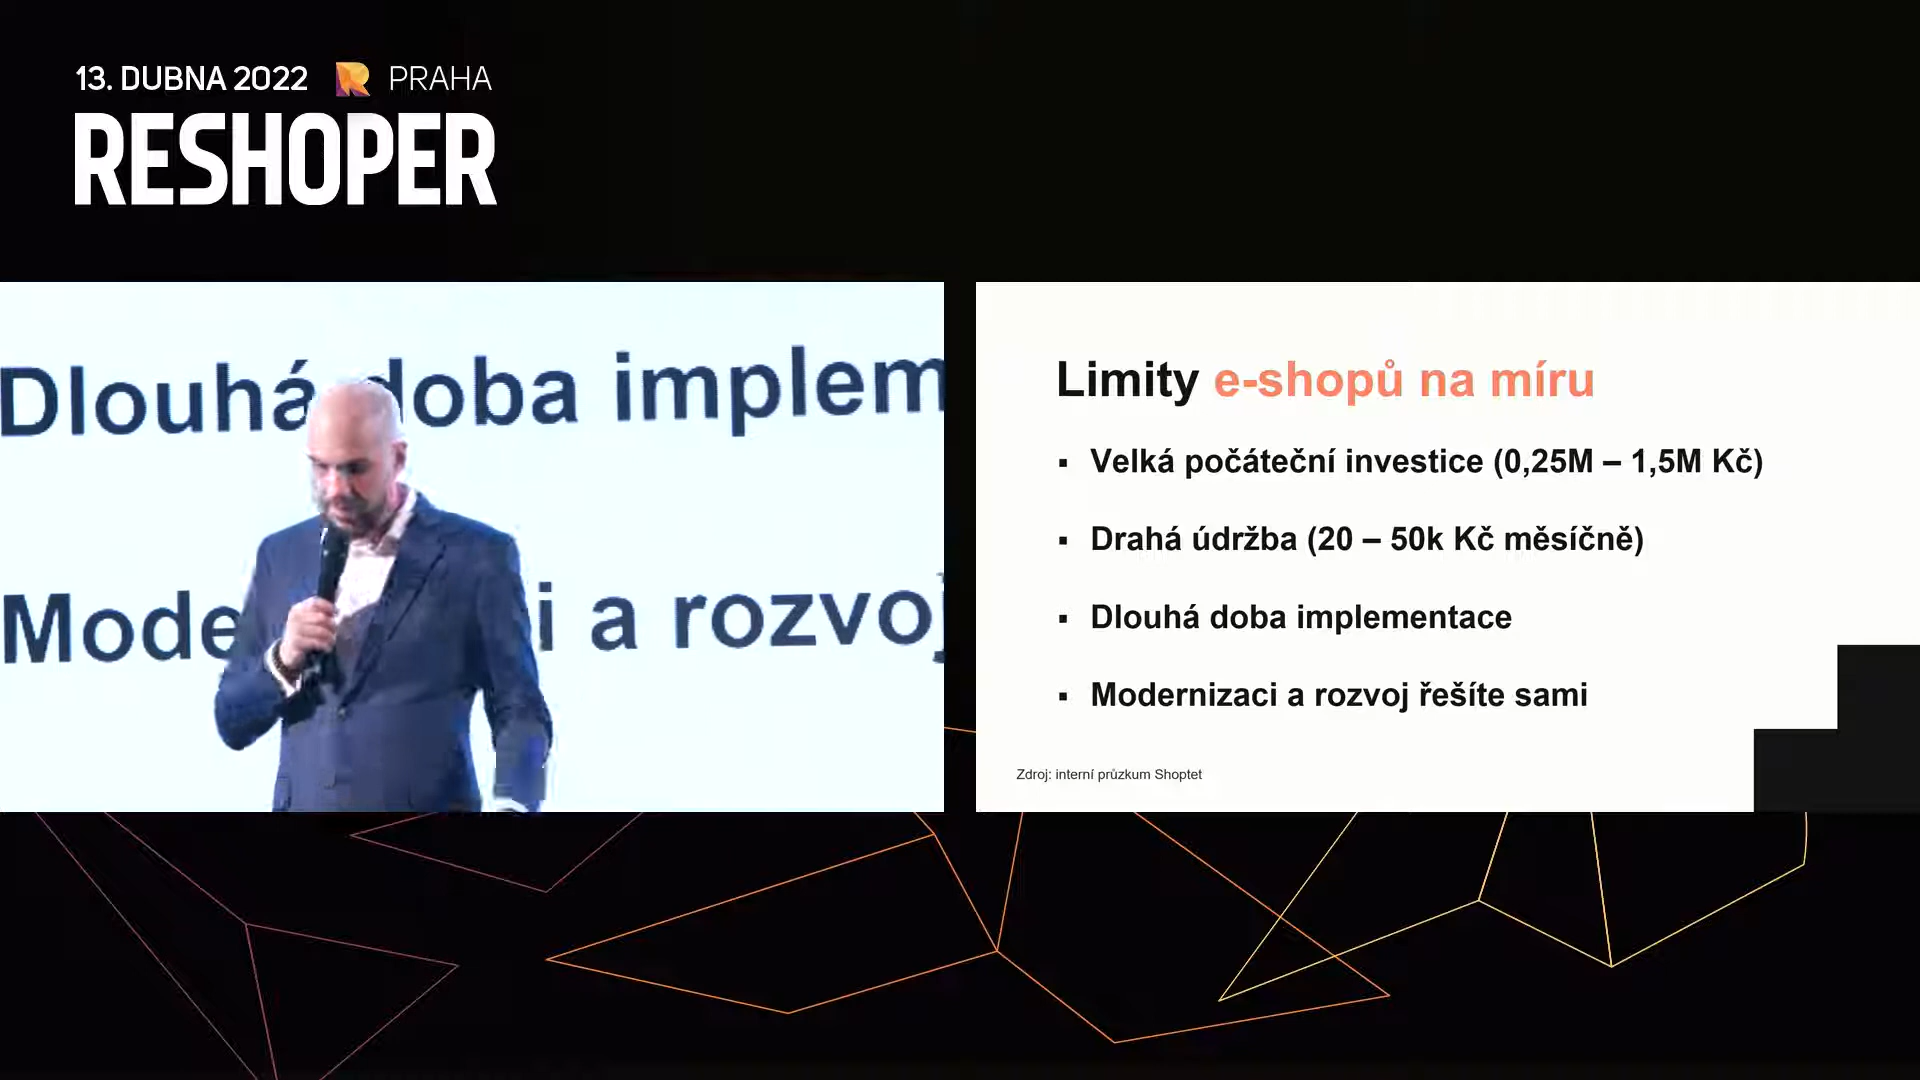 13. DUBNA 2022 PRAHA
RESHOPER
Dlouhá doba implem
Mode i a rozvoj
Limity e-shopů na míru
▪ Velká počáteční investice (0,25M – 1,5M Kč)
▪ Drahá údržba (20 – 50k Kč měsíčně)
▪ Dlouhá doba implementace
▪ Modernizaci a rozvoj řešíte sami
Zdroj: interní průzkum Shoptet